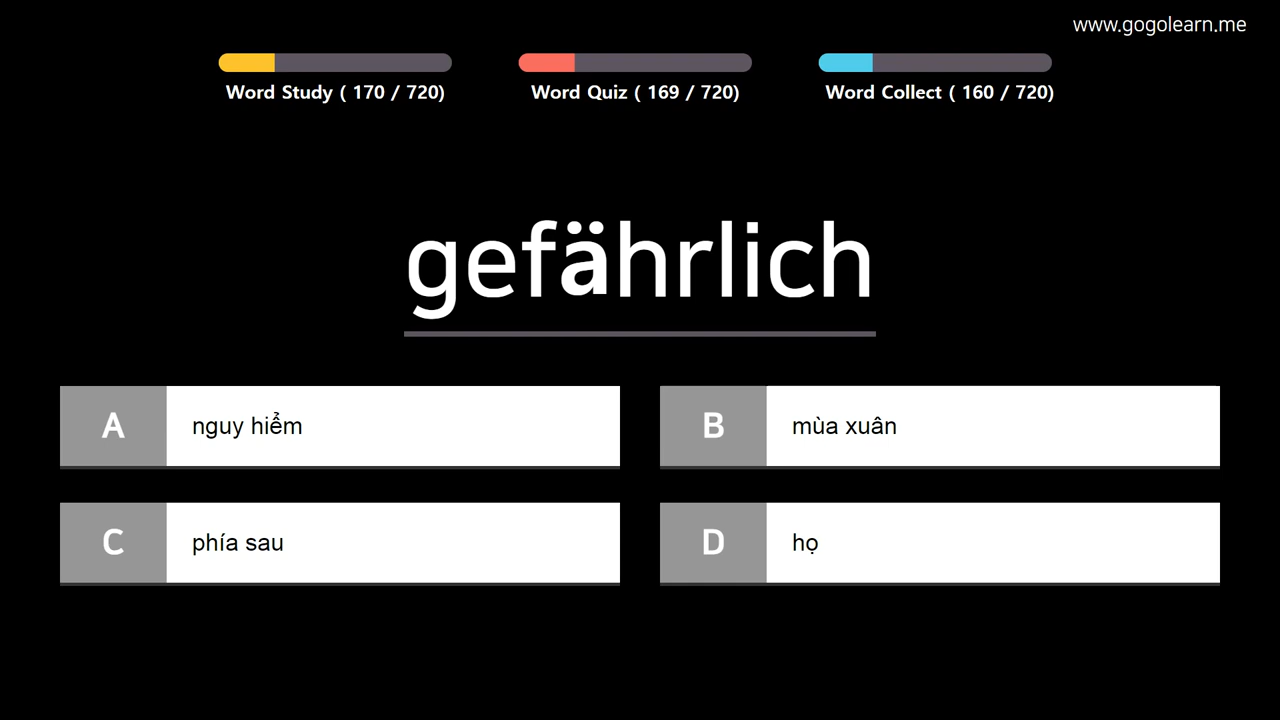 www.gogolearn.me
Word Study ( 170 / 720)
Word Quiz ( 169 / 720)
Word Collect ( 160 / 720)
gefährlich
A nguy hiểm
B mùa xuân
C phía sau
D họ